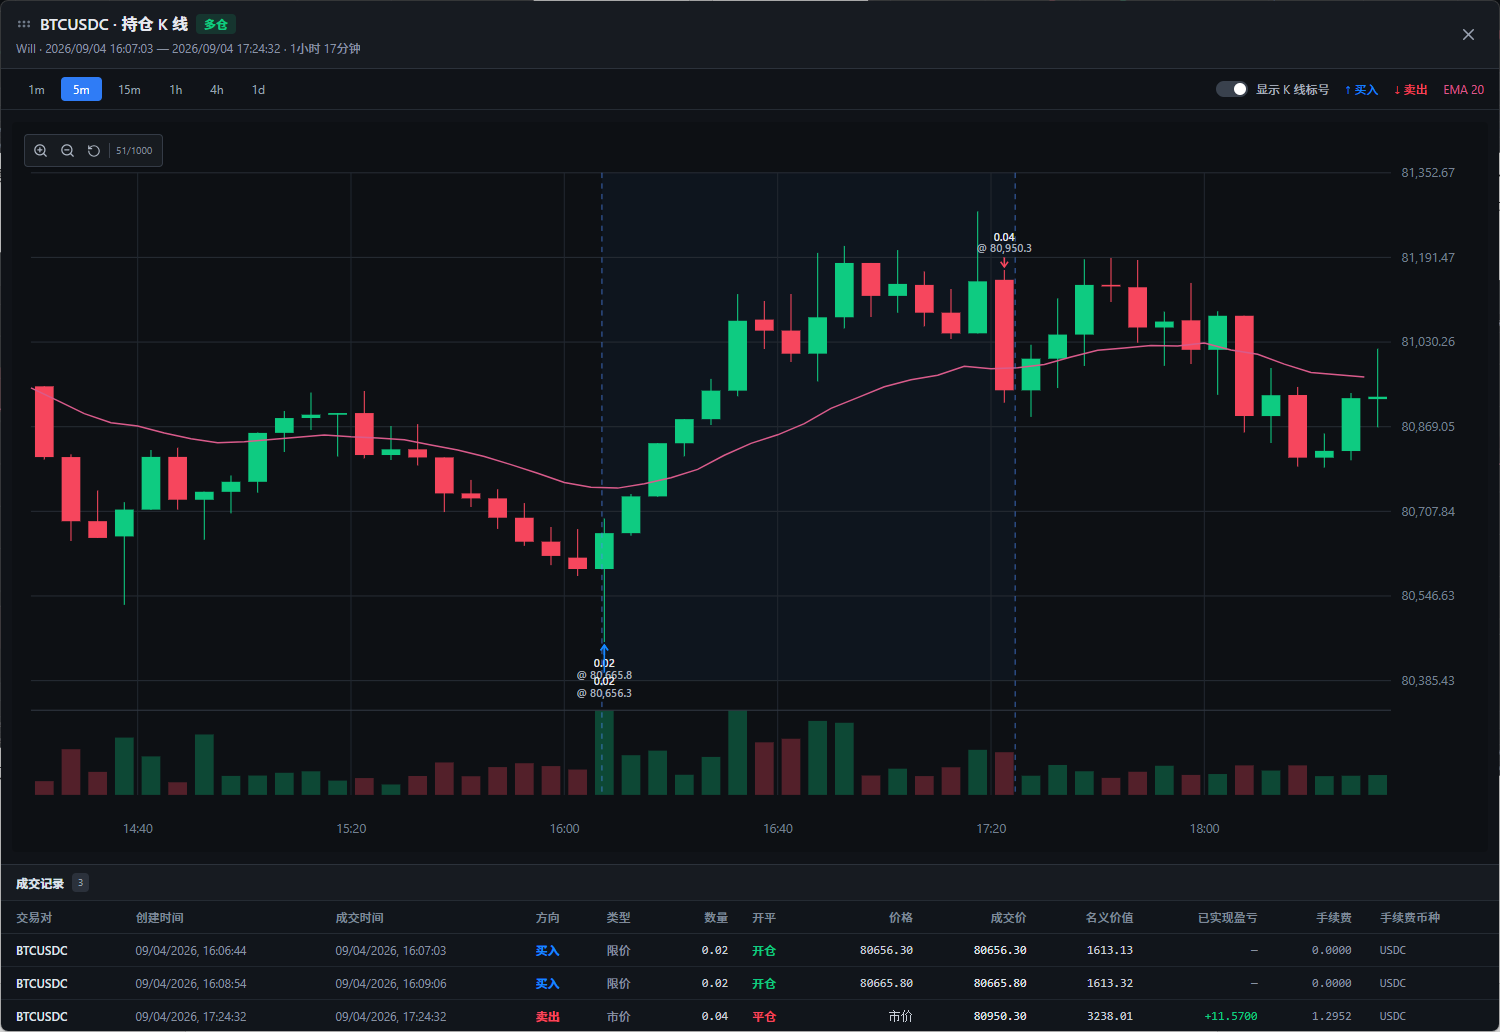 BTCUSDC · 持仓 K 线 多仓
Will · 2026/09/04 16:07:03 — 2026/09/04 17:24:32 · 1小时 17分钟
1m 5m 15m 1h 4h 1d
显示 K 线标号 ↑ 买入 ↓ 卖出 EMA 20
51/1000
81,352.67
0.04
@ 80,950.3
81,191.47
81,030.26
80,869.05
80,707.84
80,546.63
0.02
@ 80,665.8
0.02
@ 80,656.3
80,385.43
14:40 15:20 16:00 16:40 17:20 18:00
成交记录 3
交易对 创建时间 成交时间 方向 类型 数量 开平 价格 成交价 名义价值 已实现盈亏 手续费 手续费币种
BTCUSDC 09/04/2026, 16:06:44 09/04/2026, 16:07:03 买入 限价 0.02 开仓 80656.30 80656.30 1613.13 — 0.0000 USDC
BTCUSDC 09/04/2026, 16:08:54 09/04/2026, 16:09:06 买入 限价 0.02 开仓 80665.80 80665.80 1613.32 — 0.0000 USDC
BTCUSDC 09/04/2026, 17:24:32 09/04/2026, 17:24:32 卖出 市价 0.04 平仓 市价 80950.30 3238.01 +11.5700 1.2952 USDC